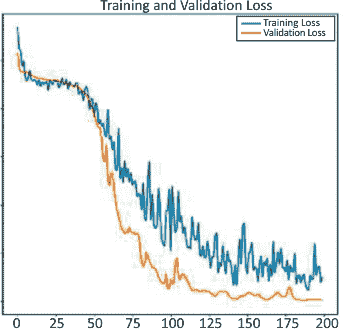 Training and Validation Loss
Training Loss
Validation Loss
0 25 50 75 100 125 150 175 200